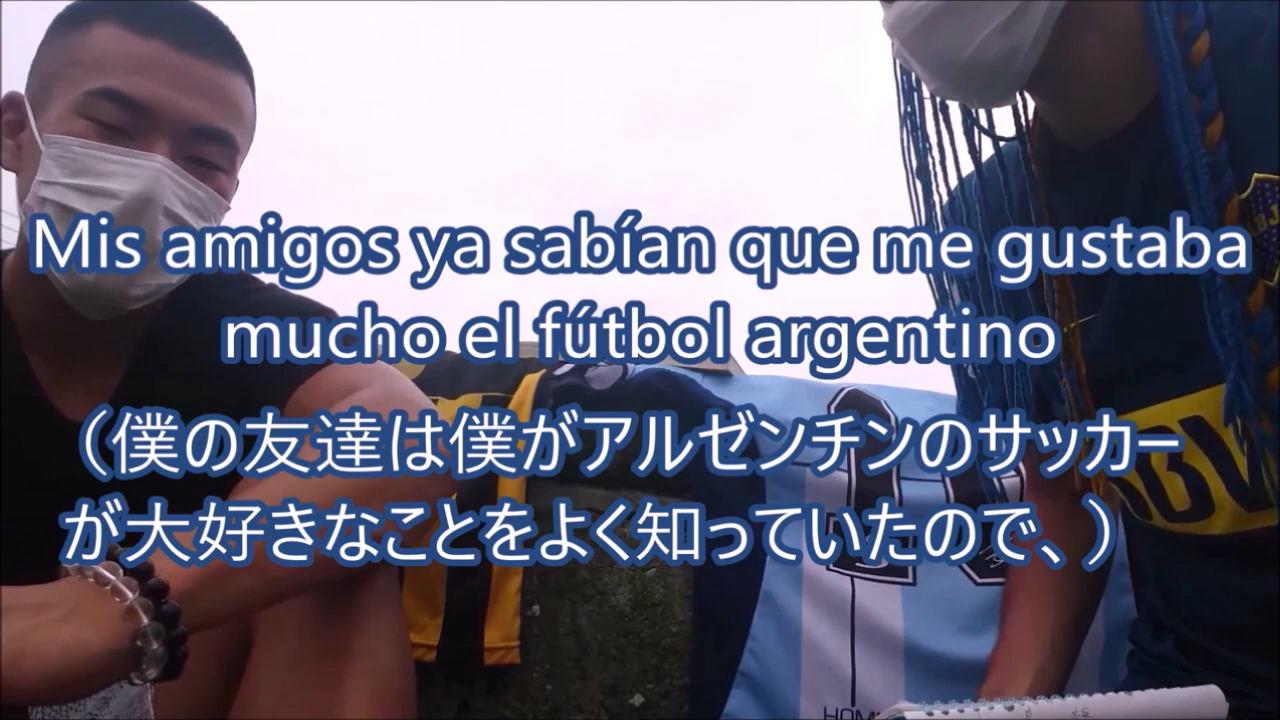 Mis amigos ya sabían que me gustaba
mucho el fútbol argentino
（僕の友達は僕がアルゼンチンのサッカー
が大好きなことをよく知っていたので、）
10